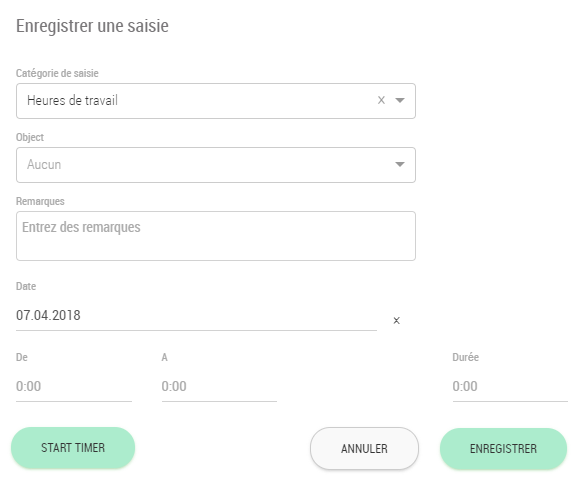 Enregistrer une saisie
Catégorie de saisie
Heures de travail x
Object
Aucun
Remarques
Entrez des remarques
Date
07.04.2018 x
De A Durée
0:00 0:00 0:00
START TIMER ANNULER ENREGISTRER